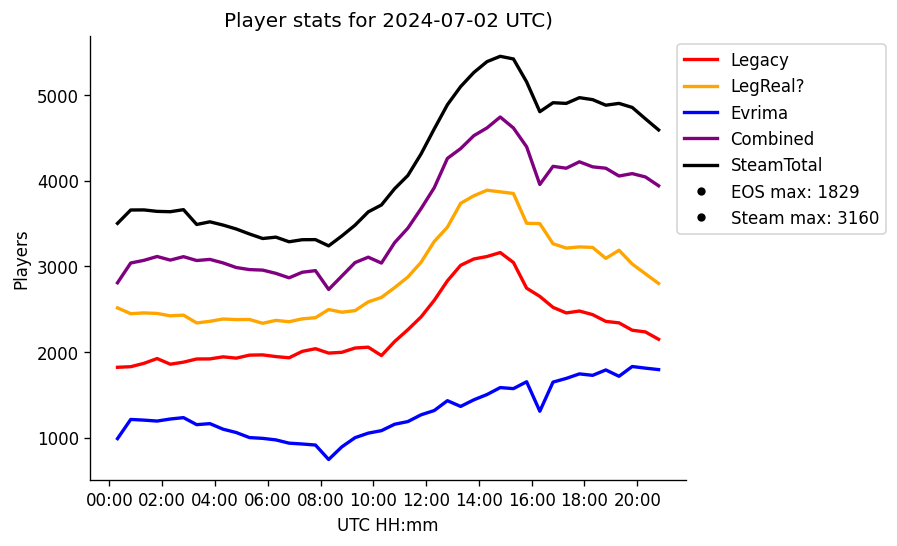 Player stats for 2024-07-02 UTC)
Players
5000
4000
3000
2000
1000
00:00 02:00 04:00 06:00 08:00 10:00 12:00 14:00 16:00 18:00 20:00
UTC HH:mm
Legacy
LegReal?
Evrima
Combined
SteamTotal
EOS max: 1829
Steam max: 3160